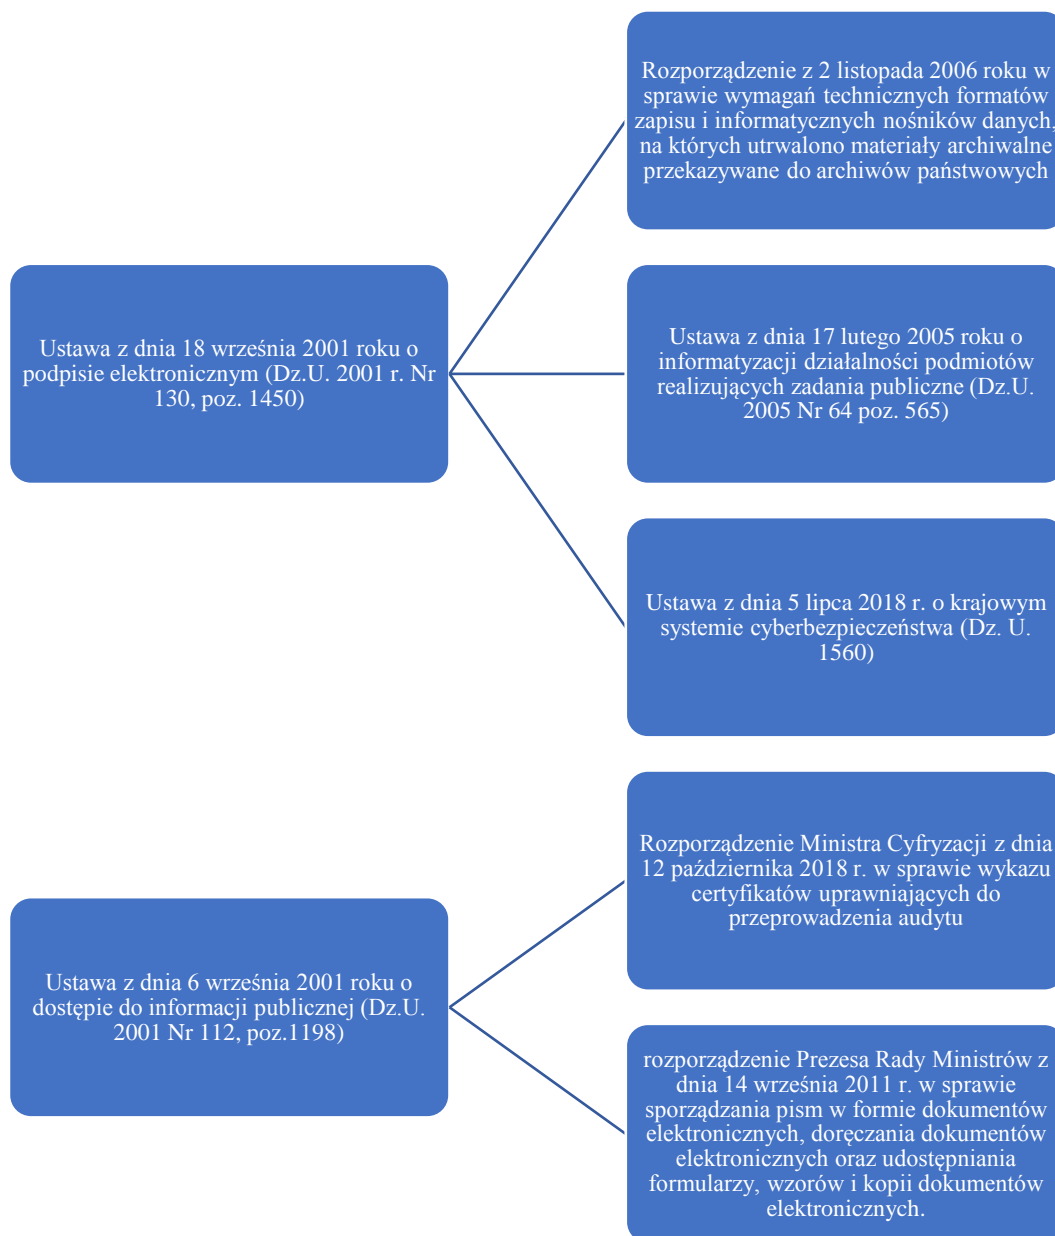 Rozporządzenie z 2 listopada 2006 roku w
sprawie wymagań technicznych formatów
zapisu i informatycznych nośników danych,
na których utrwalono materiały archiwalne
przekazywane do archiwów państwowych
Ustawa z dnia 18 września 2001 roku o
podpisie elektronicznym (Dz.U. 2001 r. Nr
130, poz. 1450)
Ustawa z dnia 17 lutego 2005 roku o
informatyzacji działalności podmiotów
realizujących zadania publiczne (Dz.U.
2005 Nr 64 poz. 565)
Ustawa z dnia 5 lipca 2018 r. o krajowym
systemie cyberbezpieczeństwa (Dz. U.
1560)
Rozporządzenie Ministra Cyfryzacji z dnia
12 października 2018 r. w sprawie wykazu
certyfikatów uprawniających do
przeprowadzenia audytu
Ustawa z dnia 6 września 2001 roku o
dostępie do informacji publicznej (Dz.U.
2001 Nr 112, poz.1198)
rozporządzenie Prezesa Rady Ministrów z
dnia 14 września 2011 r. w sprawie
sporządzania pism w formie dokumentów
elektronicznych, doręczania dokumentów
elektronicznych oraz udostępniania
formularzy, wzorów i kopii dokumentów
elektronicznych.